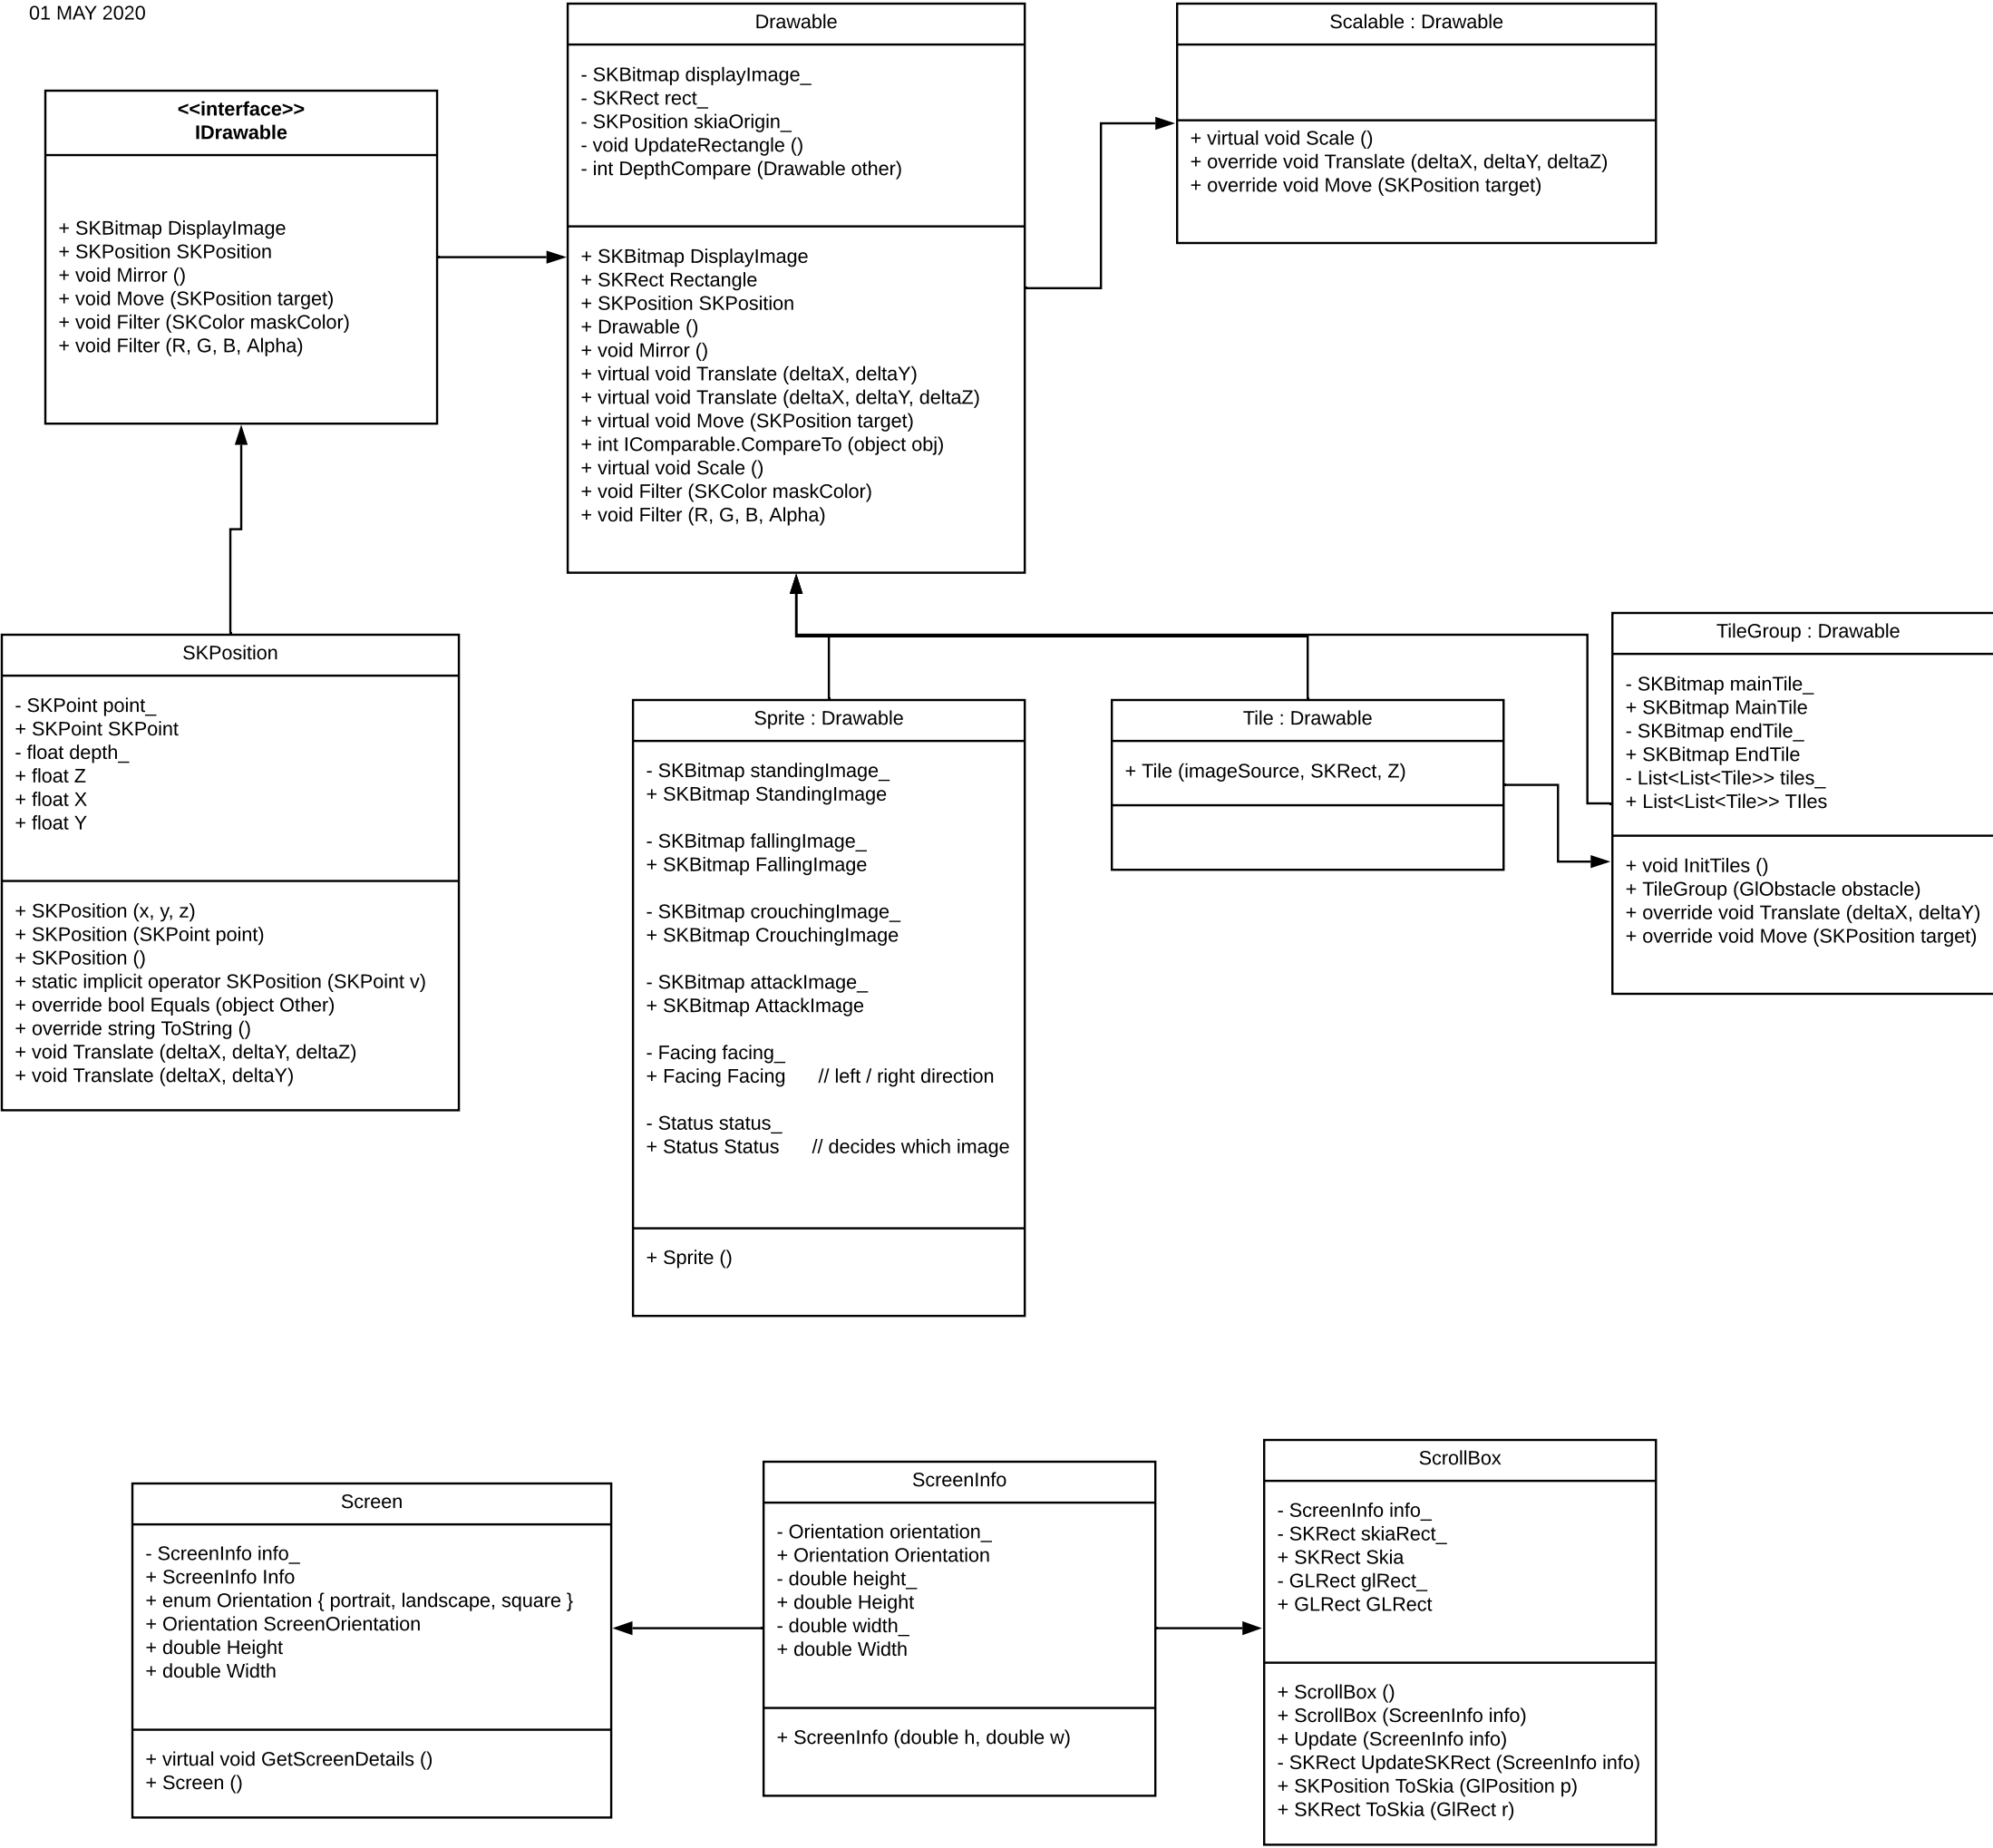 01 MAY 2020
<<interface>>
IDrawable
+ SKBitmap DisplayImage
+ SKPosition SKPosition
+ void Mirror ()
+ void Move (SKPosition target)
+ void Filter (SKColor maskColor)
+ void Filter (R, G, B, Alpha)
Drawable
- SKBitmap displayImage_
- SKRect rect_
- SKPosition skiaOrigin_
- void UpdateRectangle ()
- int DepthCompare (Drawable other)
+ SKBitmap DisplayImage
+ SKRect Rectangle
+ SKPosition SKPosition
+ Drawable ()
+ void Mirror ()
+ virtual void Translate (deltaX, deltaY)
+ virtual void Translate (deltaX, deltaY, deltaZ)
+ virtual void Move (SKPosition target)
+ int IComparable.CompareTo (object obj)
+ virtual void Scale ()
+ void Filter (SKColor maskColor)
+ void Filter (R, G, B, Alpha)
Scalable : Drawable
+ virtual void Scale ()
+ override void Translate (deltaX, deltaY, deltaZ)
+ override void Move (SKPosition target)
SKPosition
- SKPoint point_
+ SKPoint SKPoint
- float depth_
+ float Z
+ float X
+ float Y
+ SKPosition (x, y, z)
+ SKPosition (SKPoint point)
+ SKPosition ()
+ static implicit operator SKPosition (SKPoint v)
+ override bool Equals (object Other)
+ override string ToString ()
+ void Translate (deltaX, deltaY, deltaZ)
+ void Translate (deltaX, deltaY)
Sprite : Drawable
- SKBitmap standingImage_
+ SKBitmap StandingImage
- SKBitmap fallingImage_
+ SKBitmap FallingImage
- SKBitmap crouchingImage_
+ SKBitmap CrouchingImage
- SKBitmap attackImage_
+ SKBitmap AttackImage
- Facing facing_
+ Facing Facing // left / right direction
- Status status_
+ Status Status // decides which image
+ Sprite ()
Tile : Drawable
+ Tile (imageSource, SKRect, Z)
TileGroup : Drawable
- SKBitmap mainTile_
+ SKBitmap MainTile
- SKBitmap endTile_
+ SKBitmap EndTile
- List<List<Tile>> tiles_
+ List<List<Tile>> TIles
+ void InitTiles ()
+ TileGroup (GlObstacle obstacle)
+ override void Translate (deltaX, deltaY)
+ override void Move (SKPosition target)
Screen
- ScreenInfo info_
+ ScreenInfo Info
+ enum Orientation { portrait, landscape, square }
+ Orientation ScreenOrientation
+ double Height
+ double Width
+ virtual void GetScreenDetails ()
+ Screen ()
ScreenInfo
- Orientation orientation_
+ Orientation Orientation
- double height_
+ double Height
- double width_
+ double Width
+ ScreenInfo (double h, double w)
ScrollBox
- ScreenInfo info_
- SKRect skiaRect_
+ SKRect Skia
- GLRect glRect_
+ GLRect GLRect
+ ScrollBox ()
+ ScrollBox (ScreenInfo info)
+ Update (ScreenInfo info)
- SKRect UpdateSKRect (ScreenInfo info)
+ SKPosition ToSkia (GlPosition p)
+ SKRect ToSkia (GlRect r)